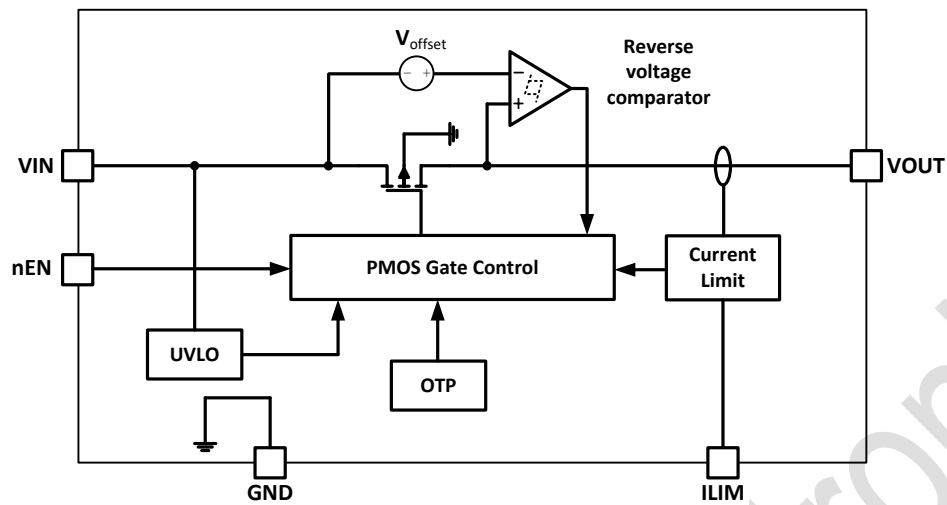 Voffset
Reverse
voltage
comparator
− +
−
+
VIN
VOUT
nEN
PMOS Gate Control
Current
Limit
UVLO
OTP
GND
ILIM